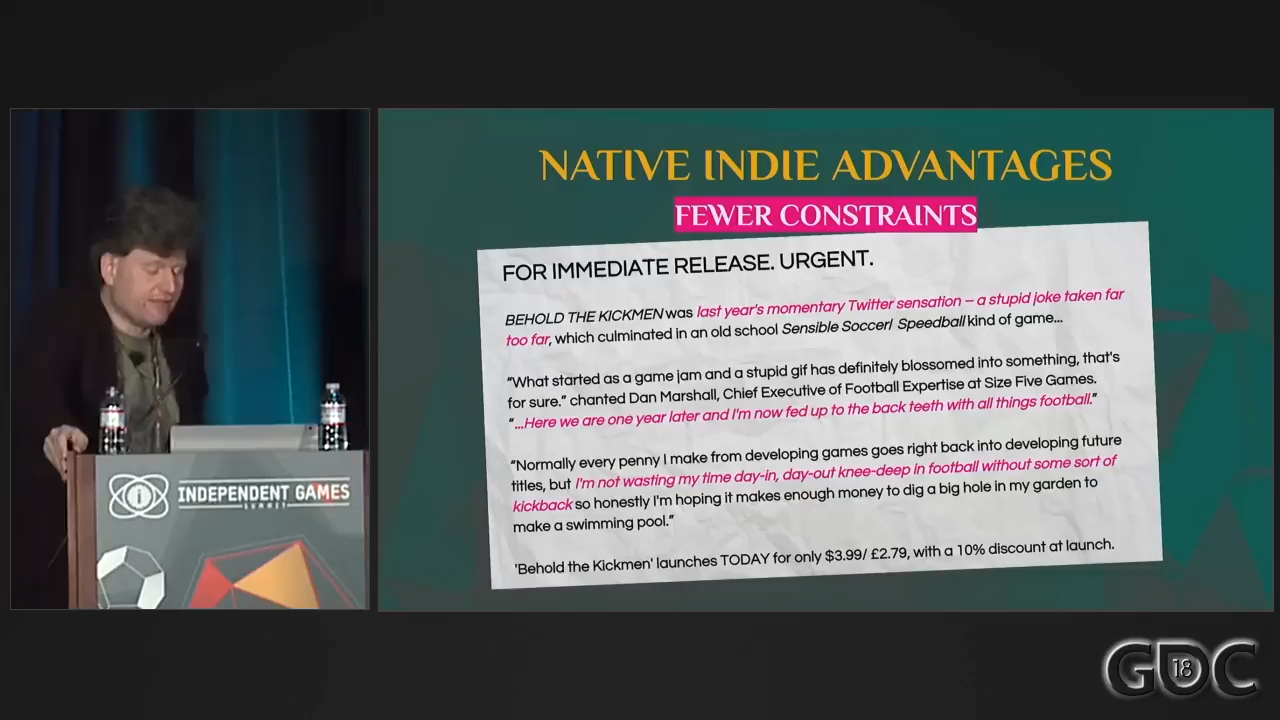 NATIVE INDIE ADVANTAGES
FEWER CONSTRAINTS
FOR IMMEDIATE RELEASE. URGENT.
BEHOLD THE KICKMEN was last year's momentary Twitter sensation – a stupid joke taken far
too far, which culminated in an old school Sensible Soccer/ Speedball kind of game...
“What started as a game jam and a stupid gif has definitely blossomed into something, that's
for sure.” chanted Dan Marshall, Chief Executive of Football Expertise at Size Five Games.
“...Here we are one year later and I'm now fed up to the back teeth with all things football.”
“Normally every penny I make from developing games goes right back into developing future
titles, but I'm not wasting my time day-in, day-out knee-deep in football without some sort of
kickback so honestly I'm hoping it makes enough money to dig a big hole in my garden to
make a swimming pool.”
'Behold the Kickmen' launches TODAY for only $3.99/ £2.79, with a 10% discount at launch.
i
INDEPENDENT GAMES
SUMMIT
GDC
18